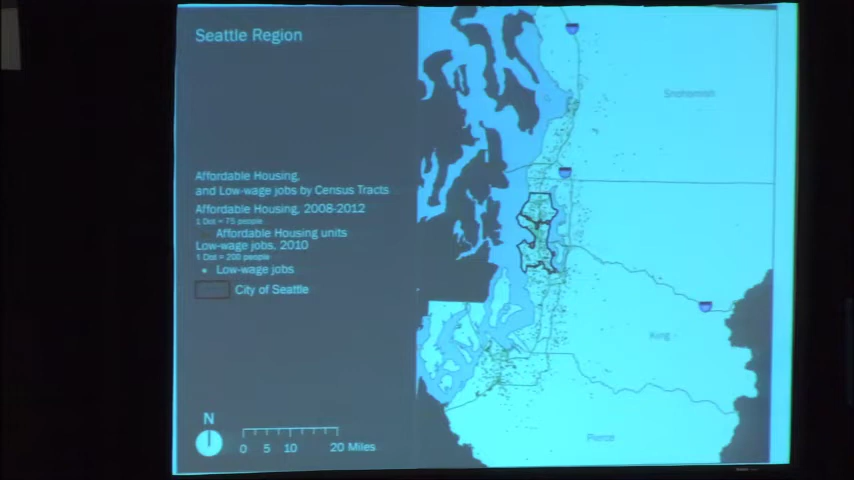 Seattle Region
Affordable Housing,
and Low-wage jobs by Census Tracts
Affordable Housing, 2008-2012
1 Dot = 75 people
Affordable Housing units
Low-wage jobs, 2010
1 Dot = 200 people
Low-wage jobs
City of Seattle
N
0 5 10 20 Miles
Snohomish
King
Pierce